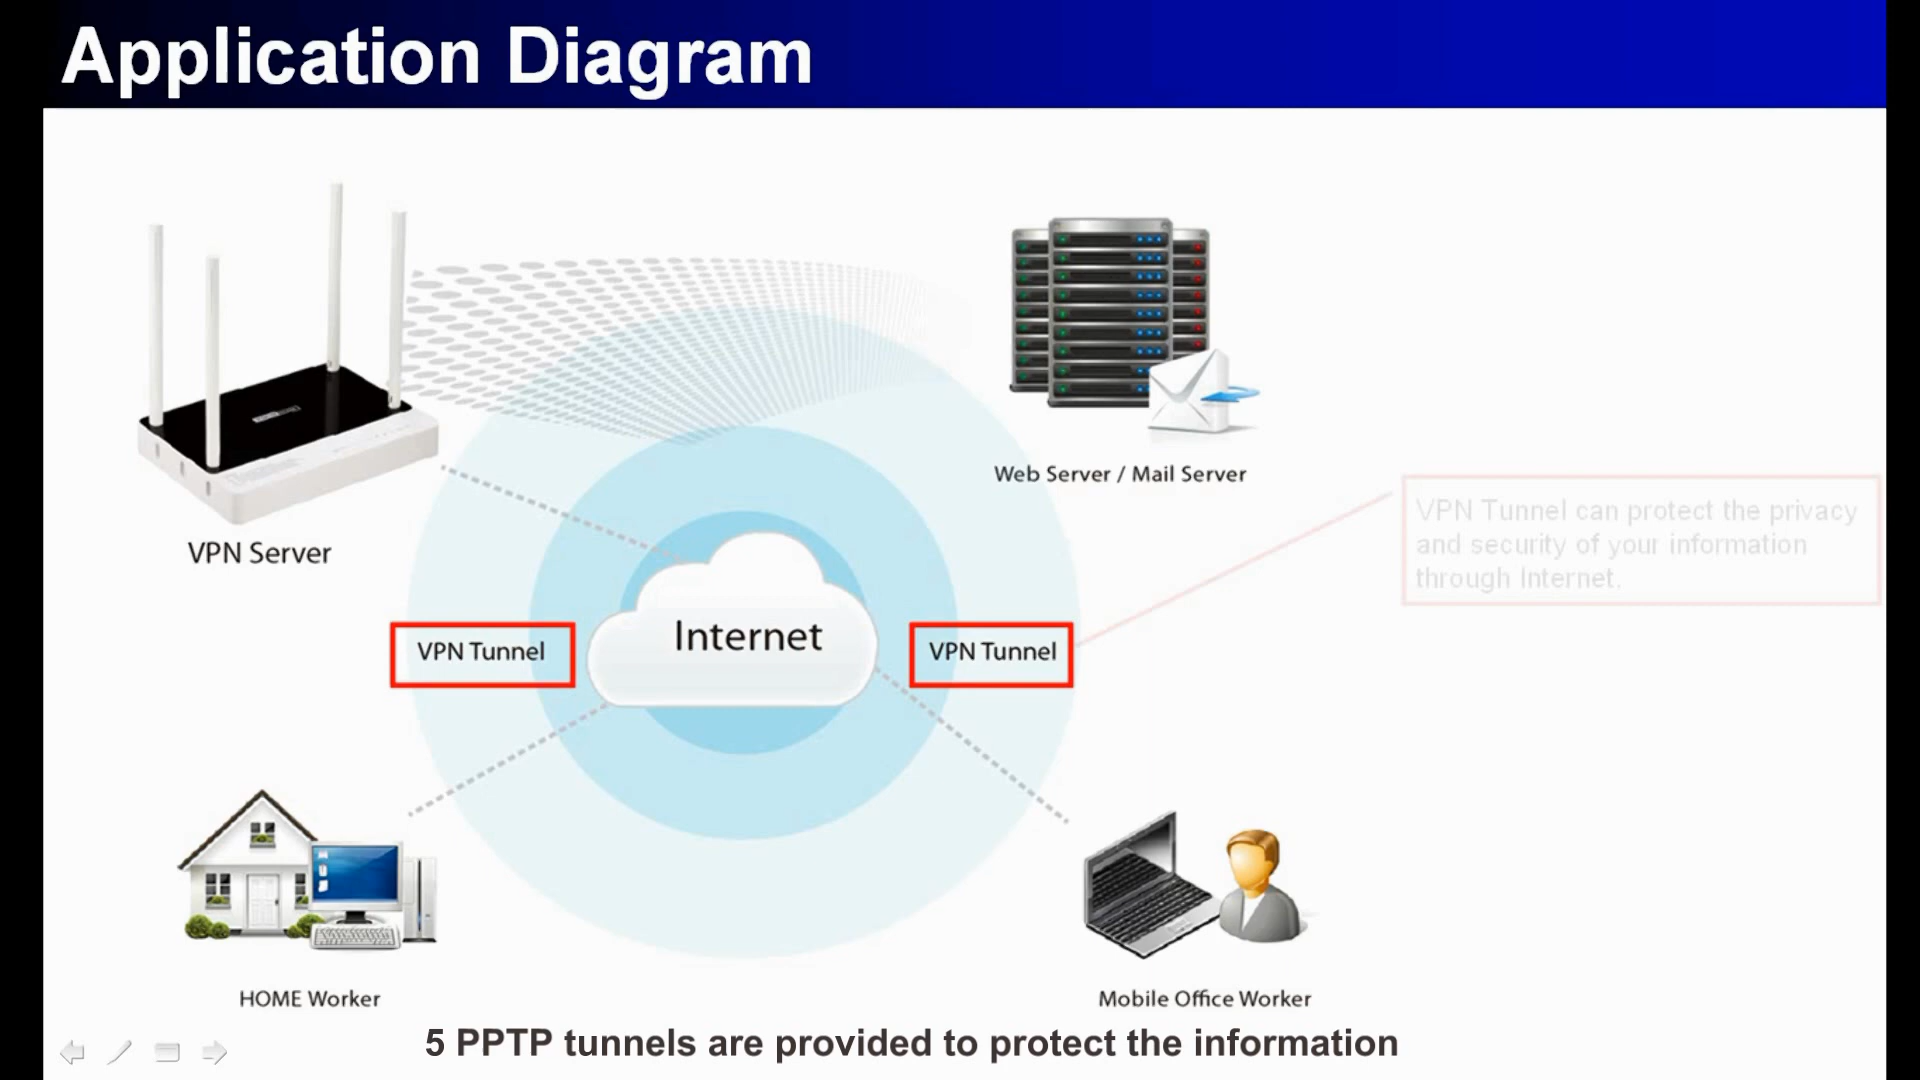 Application Diagram
VPN Server
Web Server / Mail Server
VPN Tunnel can protect the privacy
and security of your information
through Internet.
VPN Tunnel
Internet
VPN Tunnel
HOME Worker
Mobile Office Worker
5 PPTP tunnels are provided to protect the information